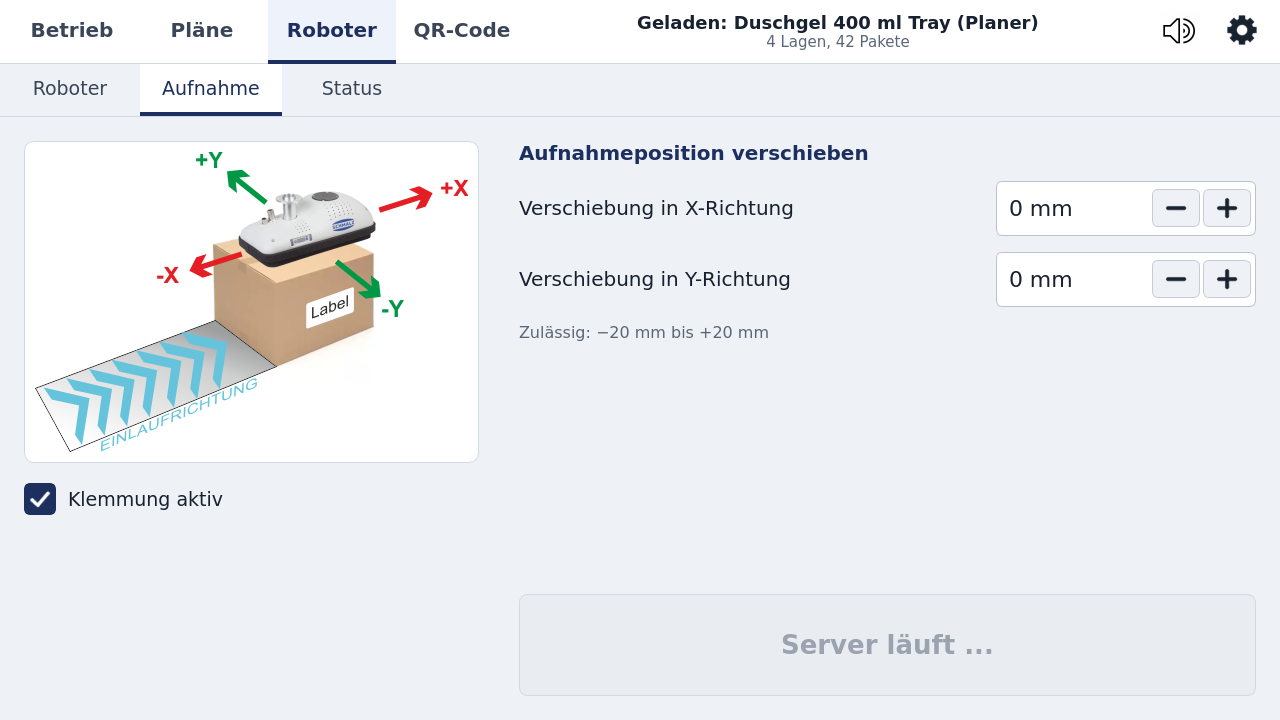 Betrieb
Pläne
Roboter
QR-Code
Geladen: Duschgel 400 ml Tray (Planer)
4 Lagen, 42 Pakete
Roboter
Aufnahme
Status
+Y
+X
-X
-Y
Label
EINLAUFRICHTUNG
Klemmung aktiv
Aufnahmeposition verschieben
Verschiebung in X-Richtung
0 mm
Verschiebung in Y-Richtung
0 mm
Zulässig: −20 mm bis +20 mm
Server läuft ...